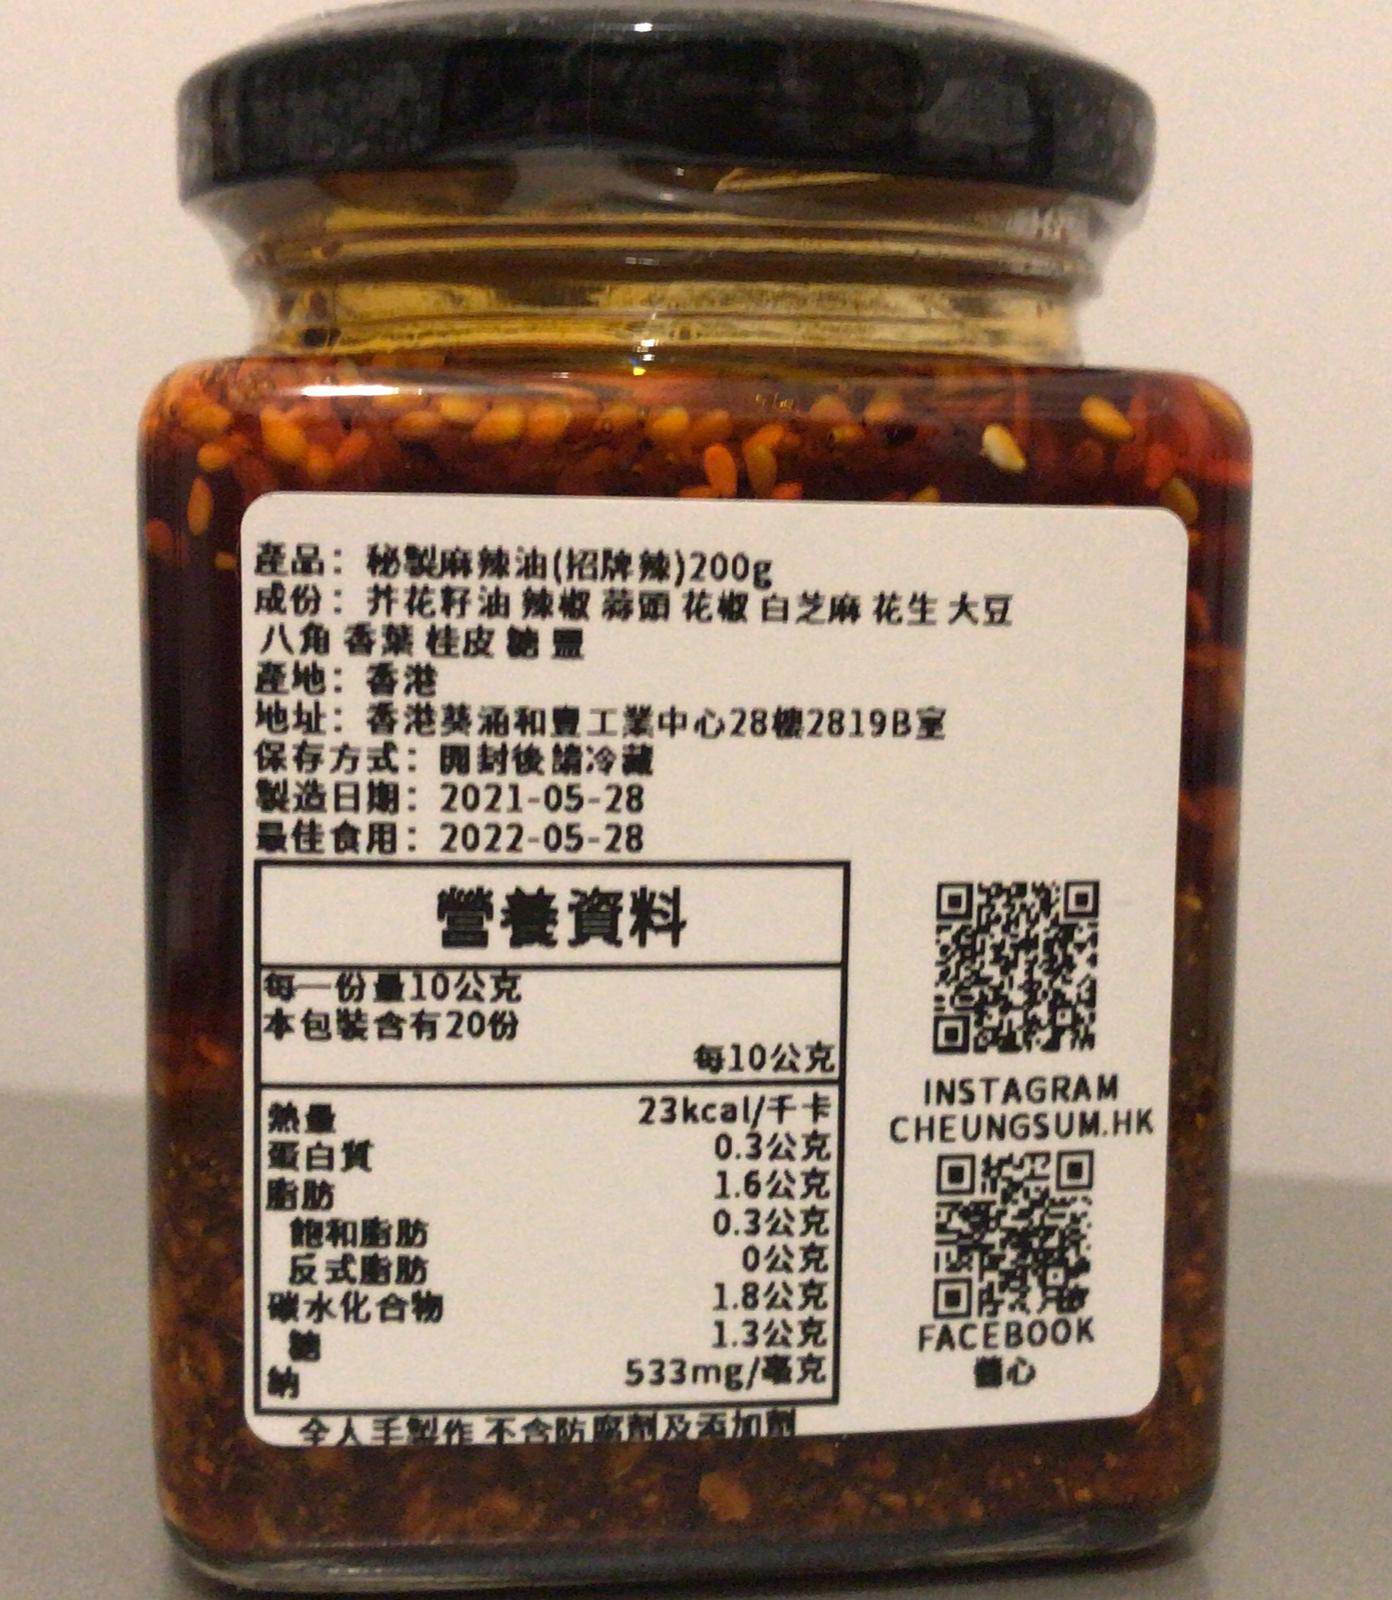 產品：秘製麻辣油(招牌辣)200g
成份：芥花籽油 辣椒 蒜頭 花椒 白芝麻 花生 大豆
八角 香葉 桂皮 糖 鹽
產地：香港
地址：香港葵涌和豐工業中心28樓2819B室
保存方式：開封後請冷藏
製造日期：2021-05-28
最佳食用：2022-05-28
營養資料
每一份量10公克
本包裝含有20份
每10公克
熱量 23kcal/千卡
蛋白質 0.3公克
脂肪 1.6公克
飽和脂肪 0.3公克
反式脂肪 0公克
碳水化合物 1.8公克
糖 1.3公克
鈉 533mg/毫克
全人手製作 不含防腐劑及添加劑
INSTAGRAM
CHEUNGSUM.HK
FACEBOOK
心